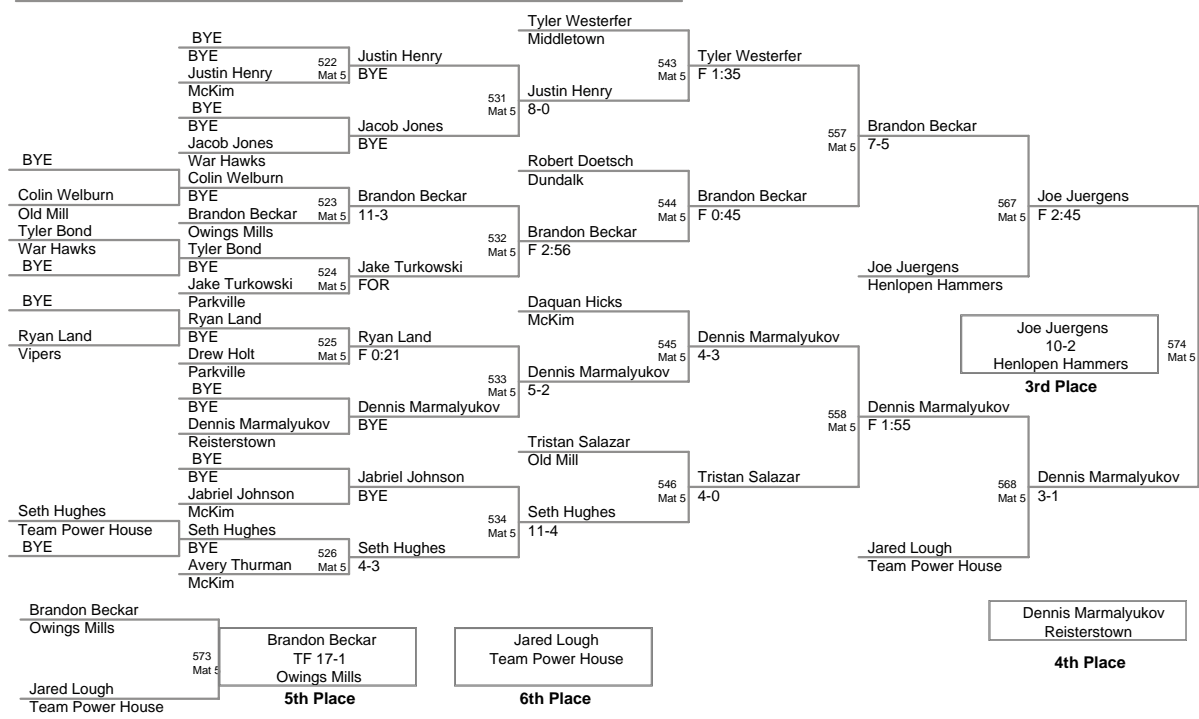 BYE
Colin Welburn
Old Mill
Tyler Bond
War Hawks
BYE
BYE
Ryan Land
Vipers
Seth Hughes
Team Power House
BYE
BYE
BYE
Justin Henry
McKim
522
Mat 5
BYE
BYE
Jacob Jones
War Hawks
Colin Welburn
BYE
Brandon Beckar
Owings Mills
523
Mat 5
Tyler Bond
BYE
Jake Turkowski
Parkville
524
Mat 5
Ryan Land
BYE
Drew Holt
Parkville
525
Mat 5
BYE
BYE
Dennis Marmalyukov
Reisterstown
BYE
BYE
Jabriel Johnson
McKim
Seth Hughes
BYE
Avery Thurman
McKim
526
Mat 5
Justin Henry
BYE
531
Mat 5
Jacob Jones
BYE
Brandon Beckar
11-3
532
Mat 5
Jake Turkowski
FOR
Ryan Land
F 0:21
533
Mat 5
Dennis Marmalyukov
BYE
Jabriel Johnson
BYE
534
Mat 5
Seth Hughes
4-3
Tyler Westerfer
Middletown
543
Mat 5
Justin Henry
8-0
Robert Doetsch
Dundalk
544
Mat 5
Brandon Beckar
F 2:56
Daquan Hicks
McKim
545
Mat 5
Dennis Marmalyukov
5-2
Tristan Salazar
Old Mill
546
Mat 5
Seth Hughes
11-4
Tyler Westerfer
F 1:35
557
Mat 5
Brandon Beckar
F 0:45
Dennis Marmalyukov
4-3
558
Mat 5
Tristan Salazar
4-0
Brandon Beckar
7-5
567
Mat 5
Joe Juergens
Henlopen Hammers
Dennis Marmalyukov
F 1:55
568
Mat 5
Jared Lough
Team Power House
Joe Juergens
F 2:45
Joe Juergens
10-2
Henlopen Hammers
574
Mat 5
3rd Place
Dennis Marmalyukov
3-1
Dennis Marmalyukov
Reisterstown
4th Place
Brandon Beckar
Owings Mills
573
Mat 5
Jared Lough
Team Power House
Brandon Beckar
TF 17-1
Owings Mills
5th Place
Jared Lough
Team Power House
6th Place